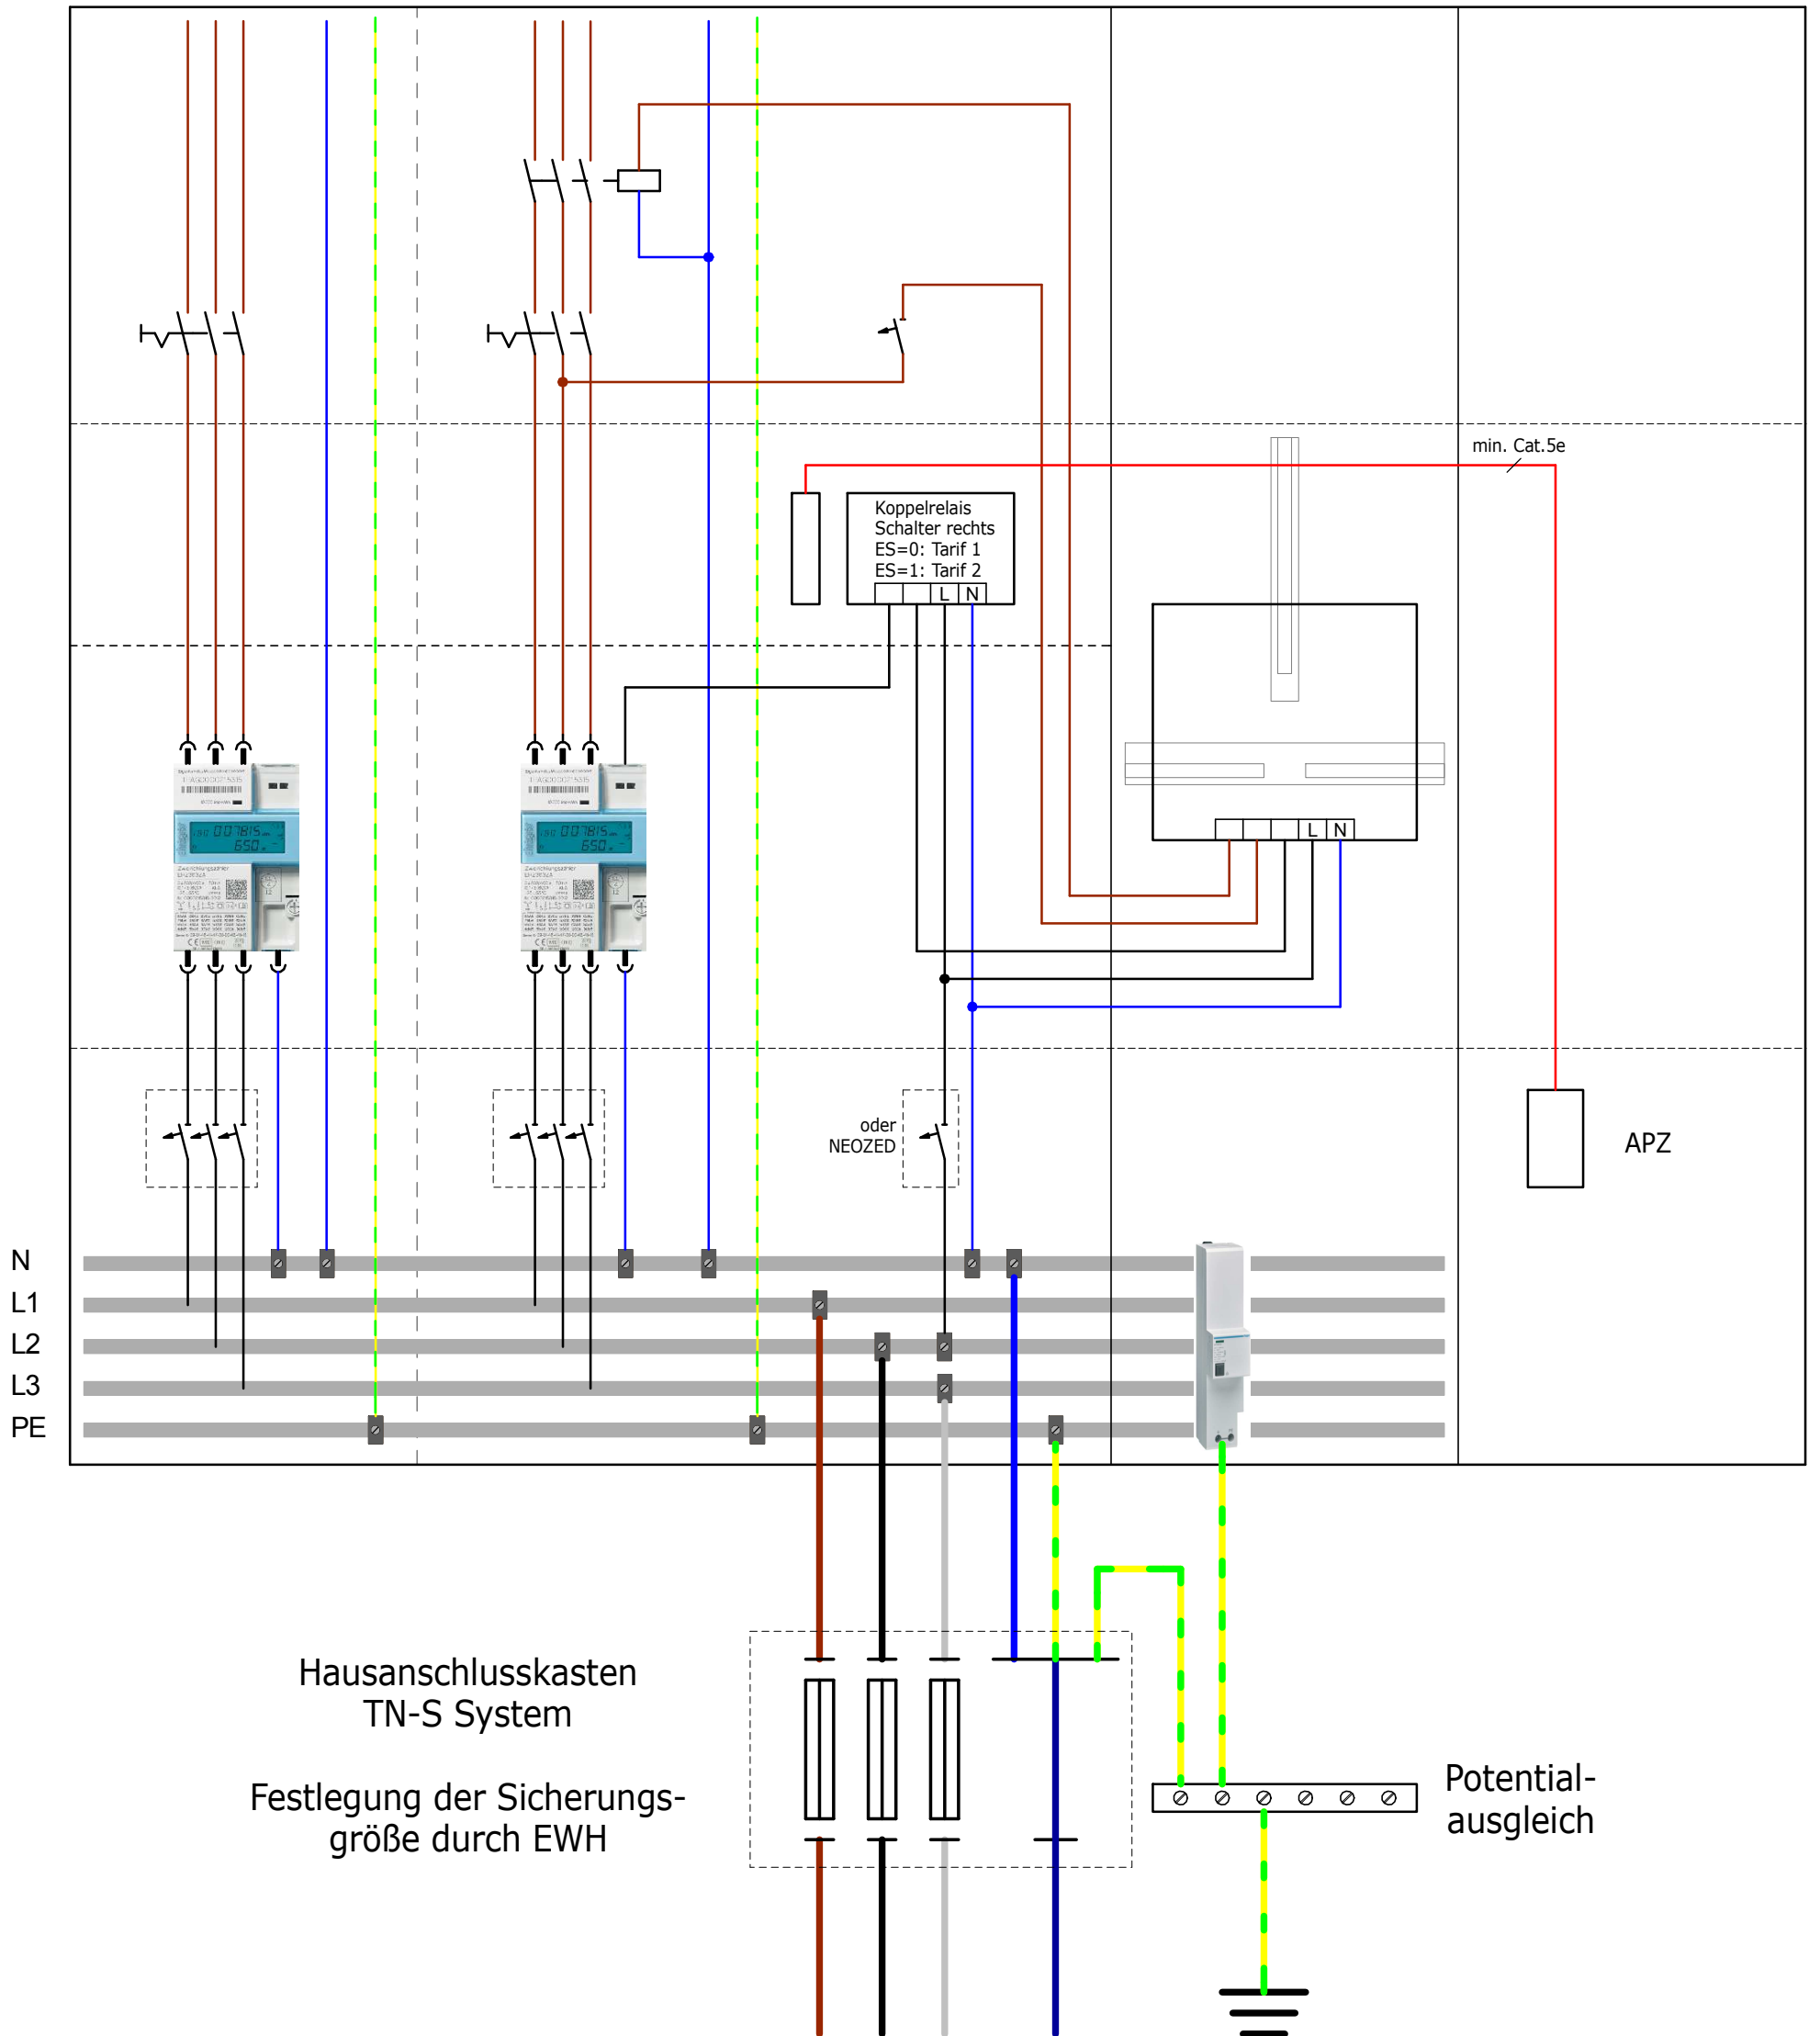 min. Cat.5e
Koppelrelais
Schalter rechts
ES=0: Tarif 1
ES=1: Tarif 2
L N
L N
oder
NEOZED
APZ
N
L1
L2
L3
PE
Hausanschlusskasten
TN-S System
Festlegung der Sicherungs-
größe durch EWH
Potential-
ausgleich